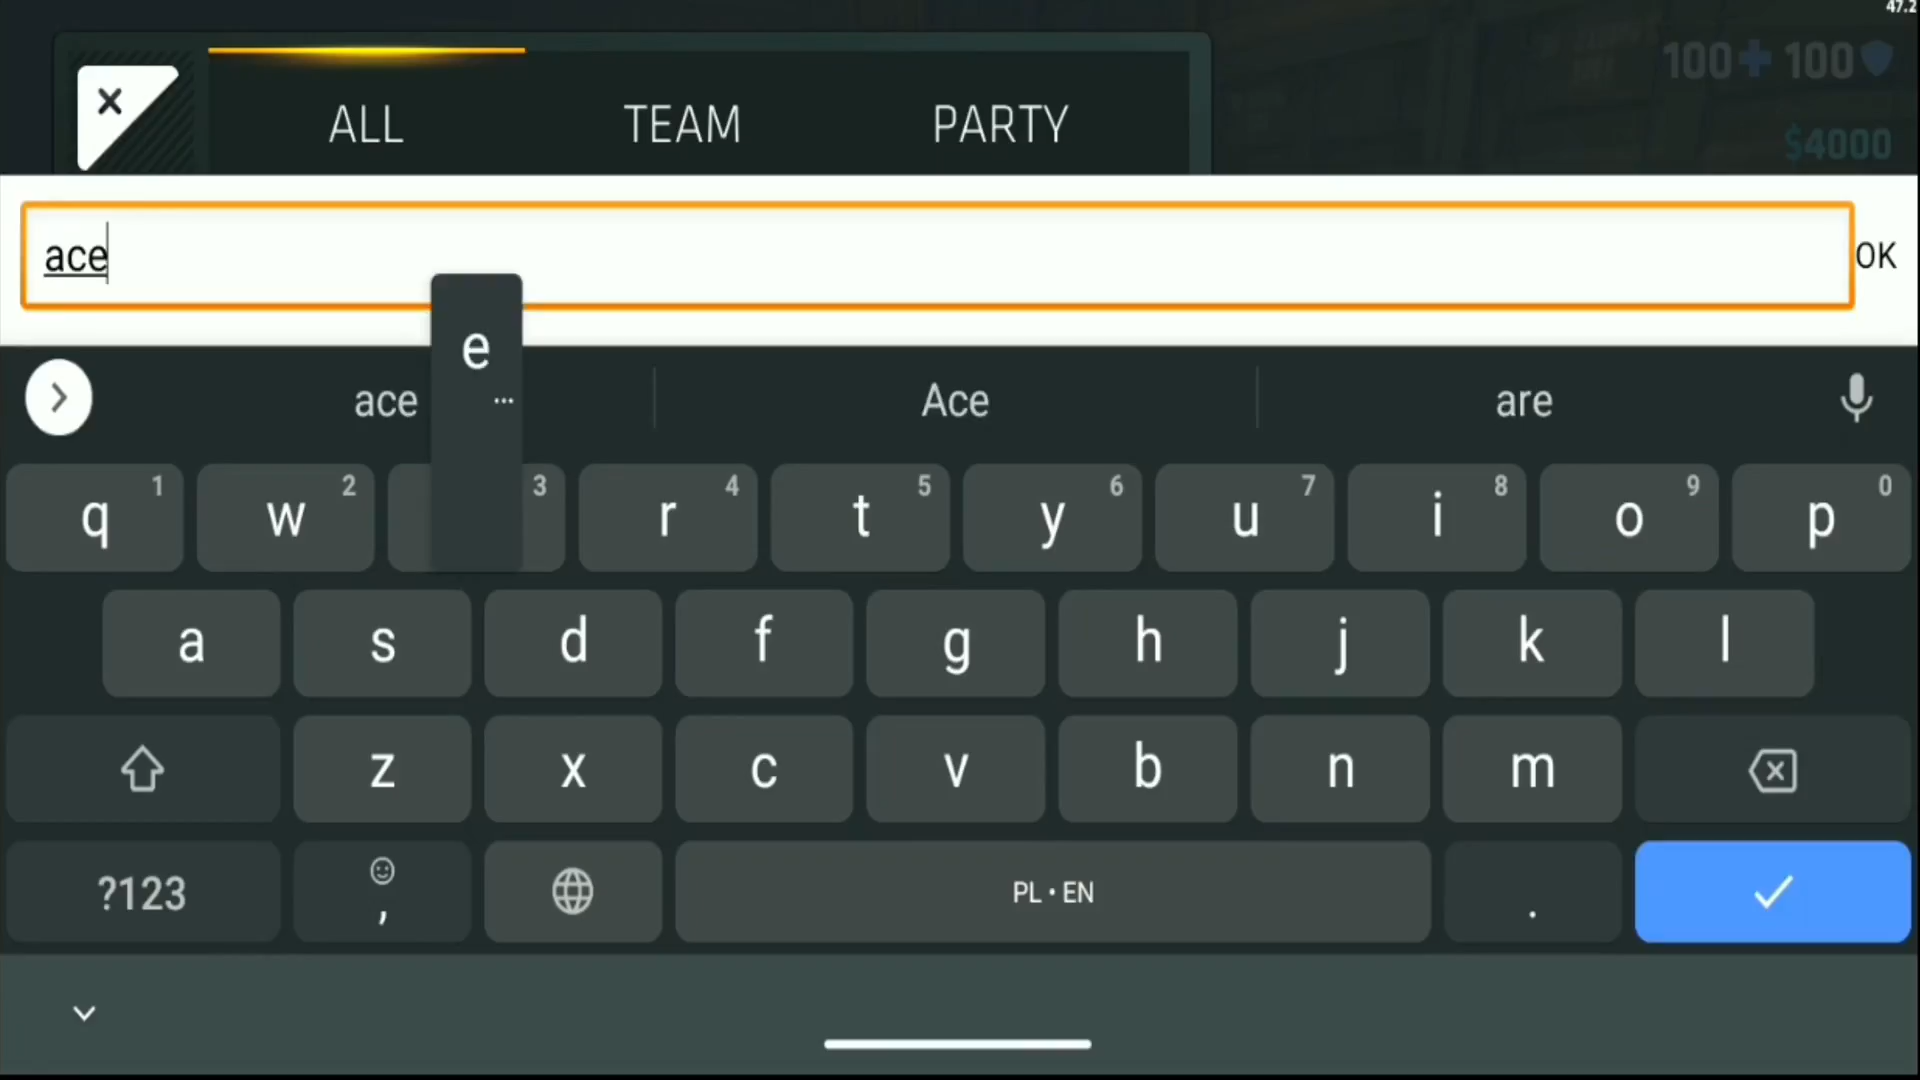 47.2
100 100
$4000
× ALL TEAM PARTY
ace OK
e
...
ace Ace are
1 2 3 4 5 6 7 8 9 0
q w r t y u i o p
a s d f g h j k l
z x c v b n m
?123 , PL • EN .